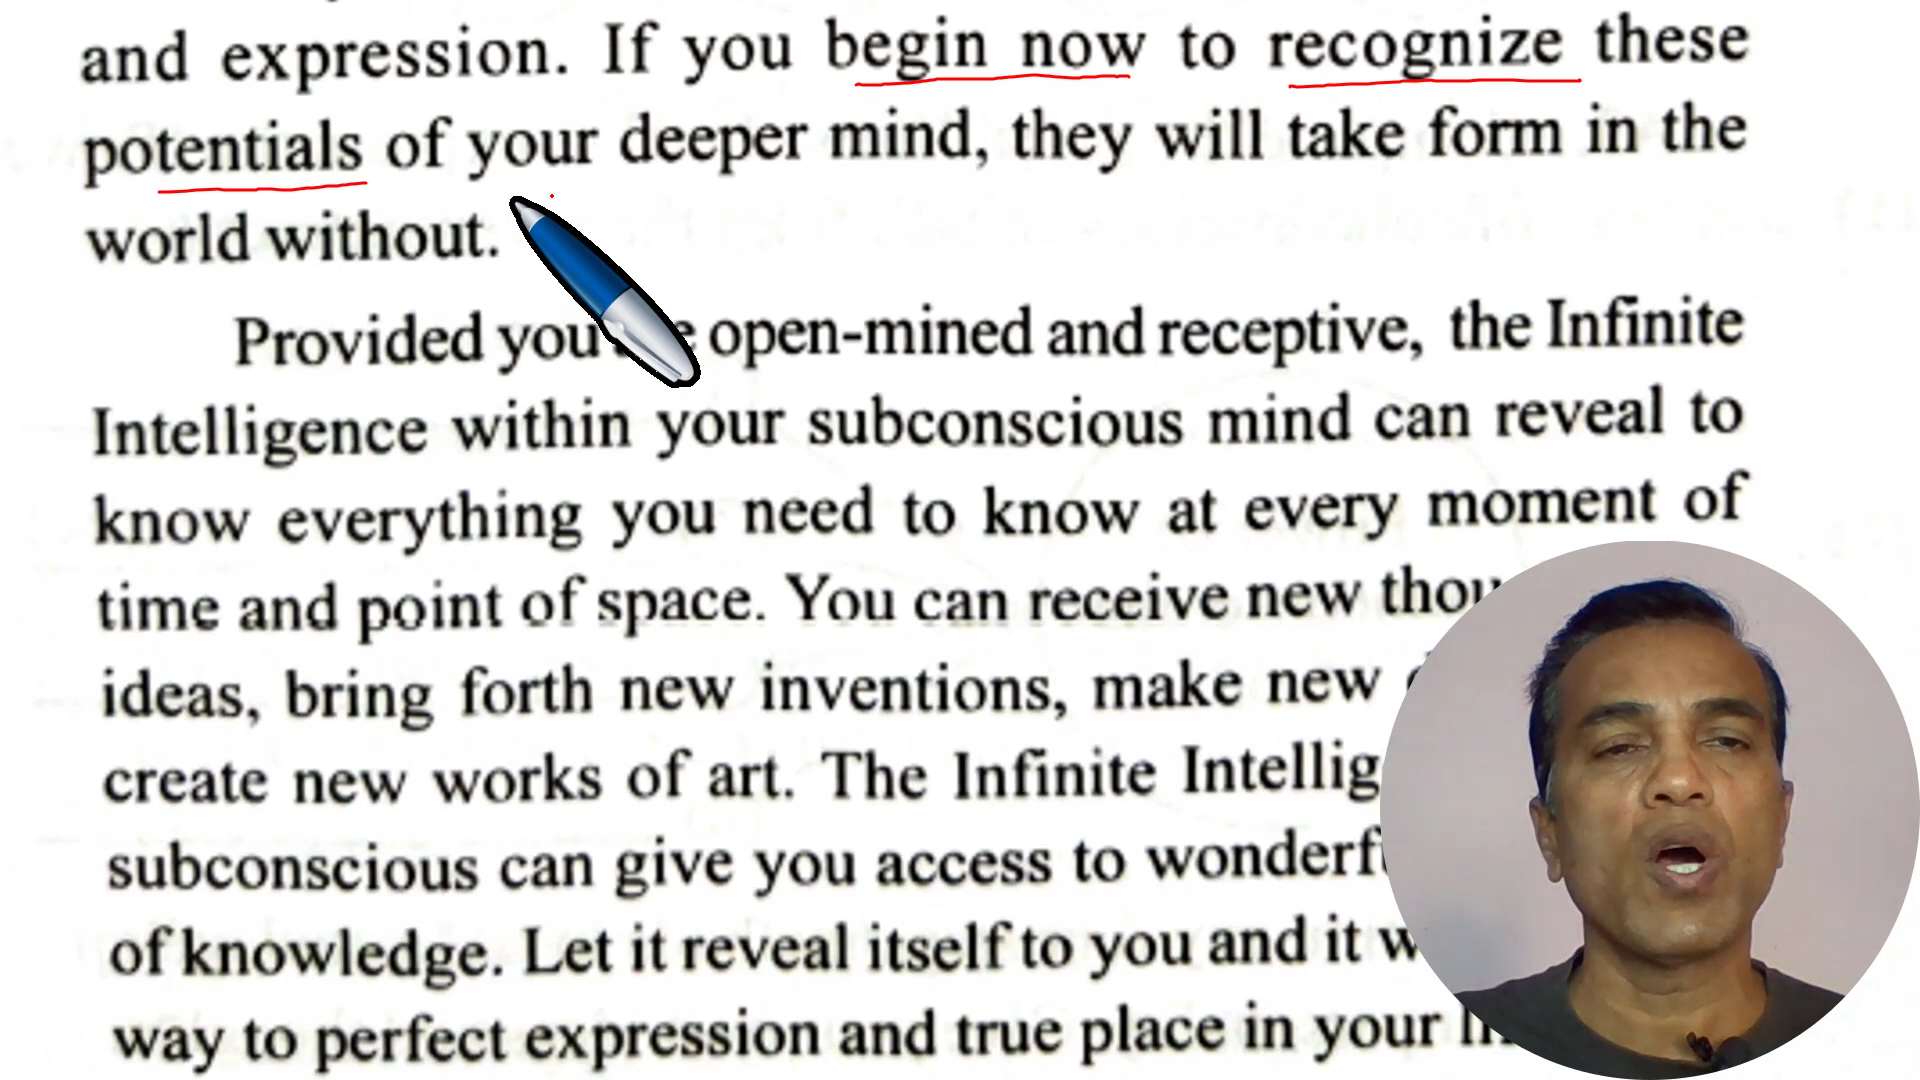 and expression. If you begin now to recognize these
potentials of your deeper mind, they will take form in the
world without.
Provided you open-mined and receptive, the Infinite
Intelligence within your subconscious mind can reveal to
know everything you need to know at every moment of
time and point of space. You can receive new
ideas, bring forth new inventions, make new
create new works of art. The Infinite
subconscious can give you access to
of knowledge. Let it reveal itself to you and it
way to perfect expression and true place in your